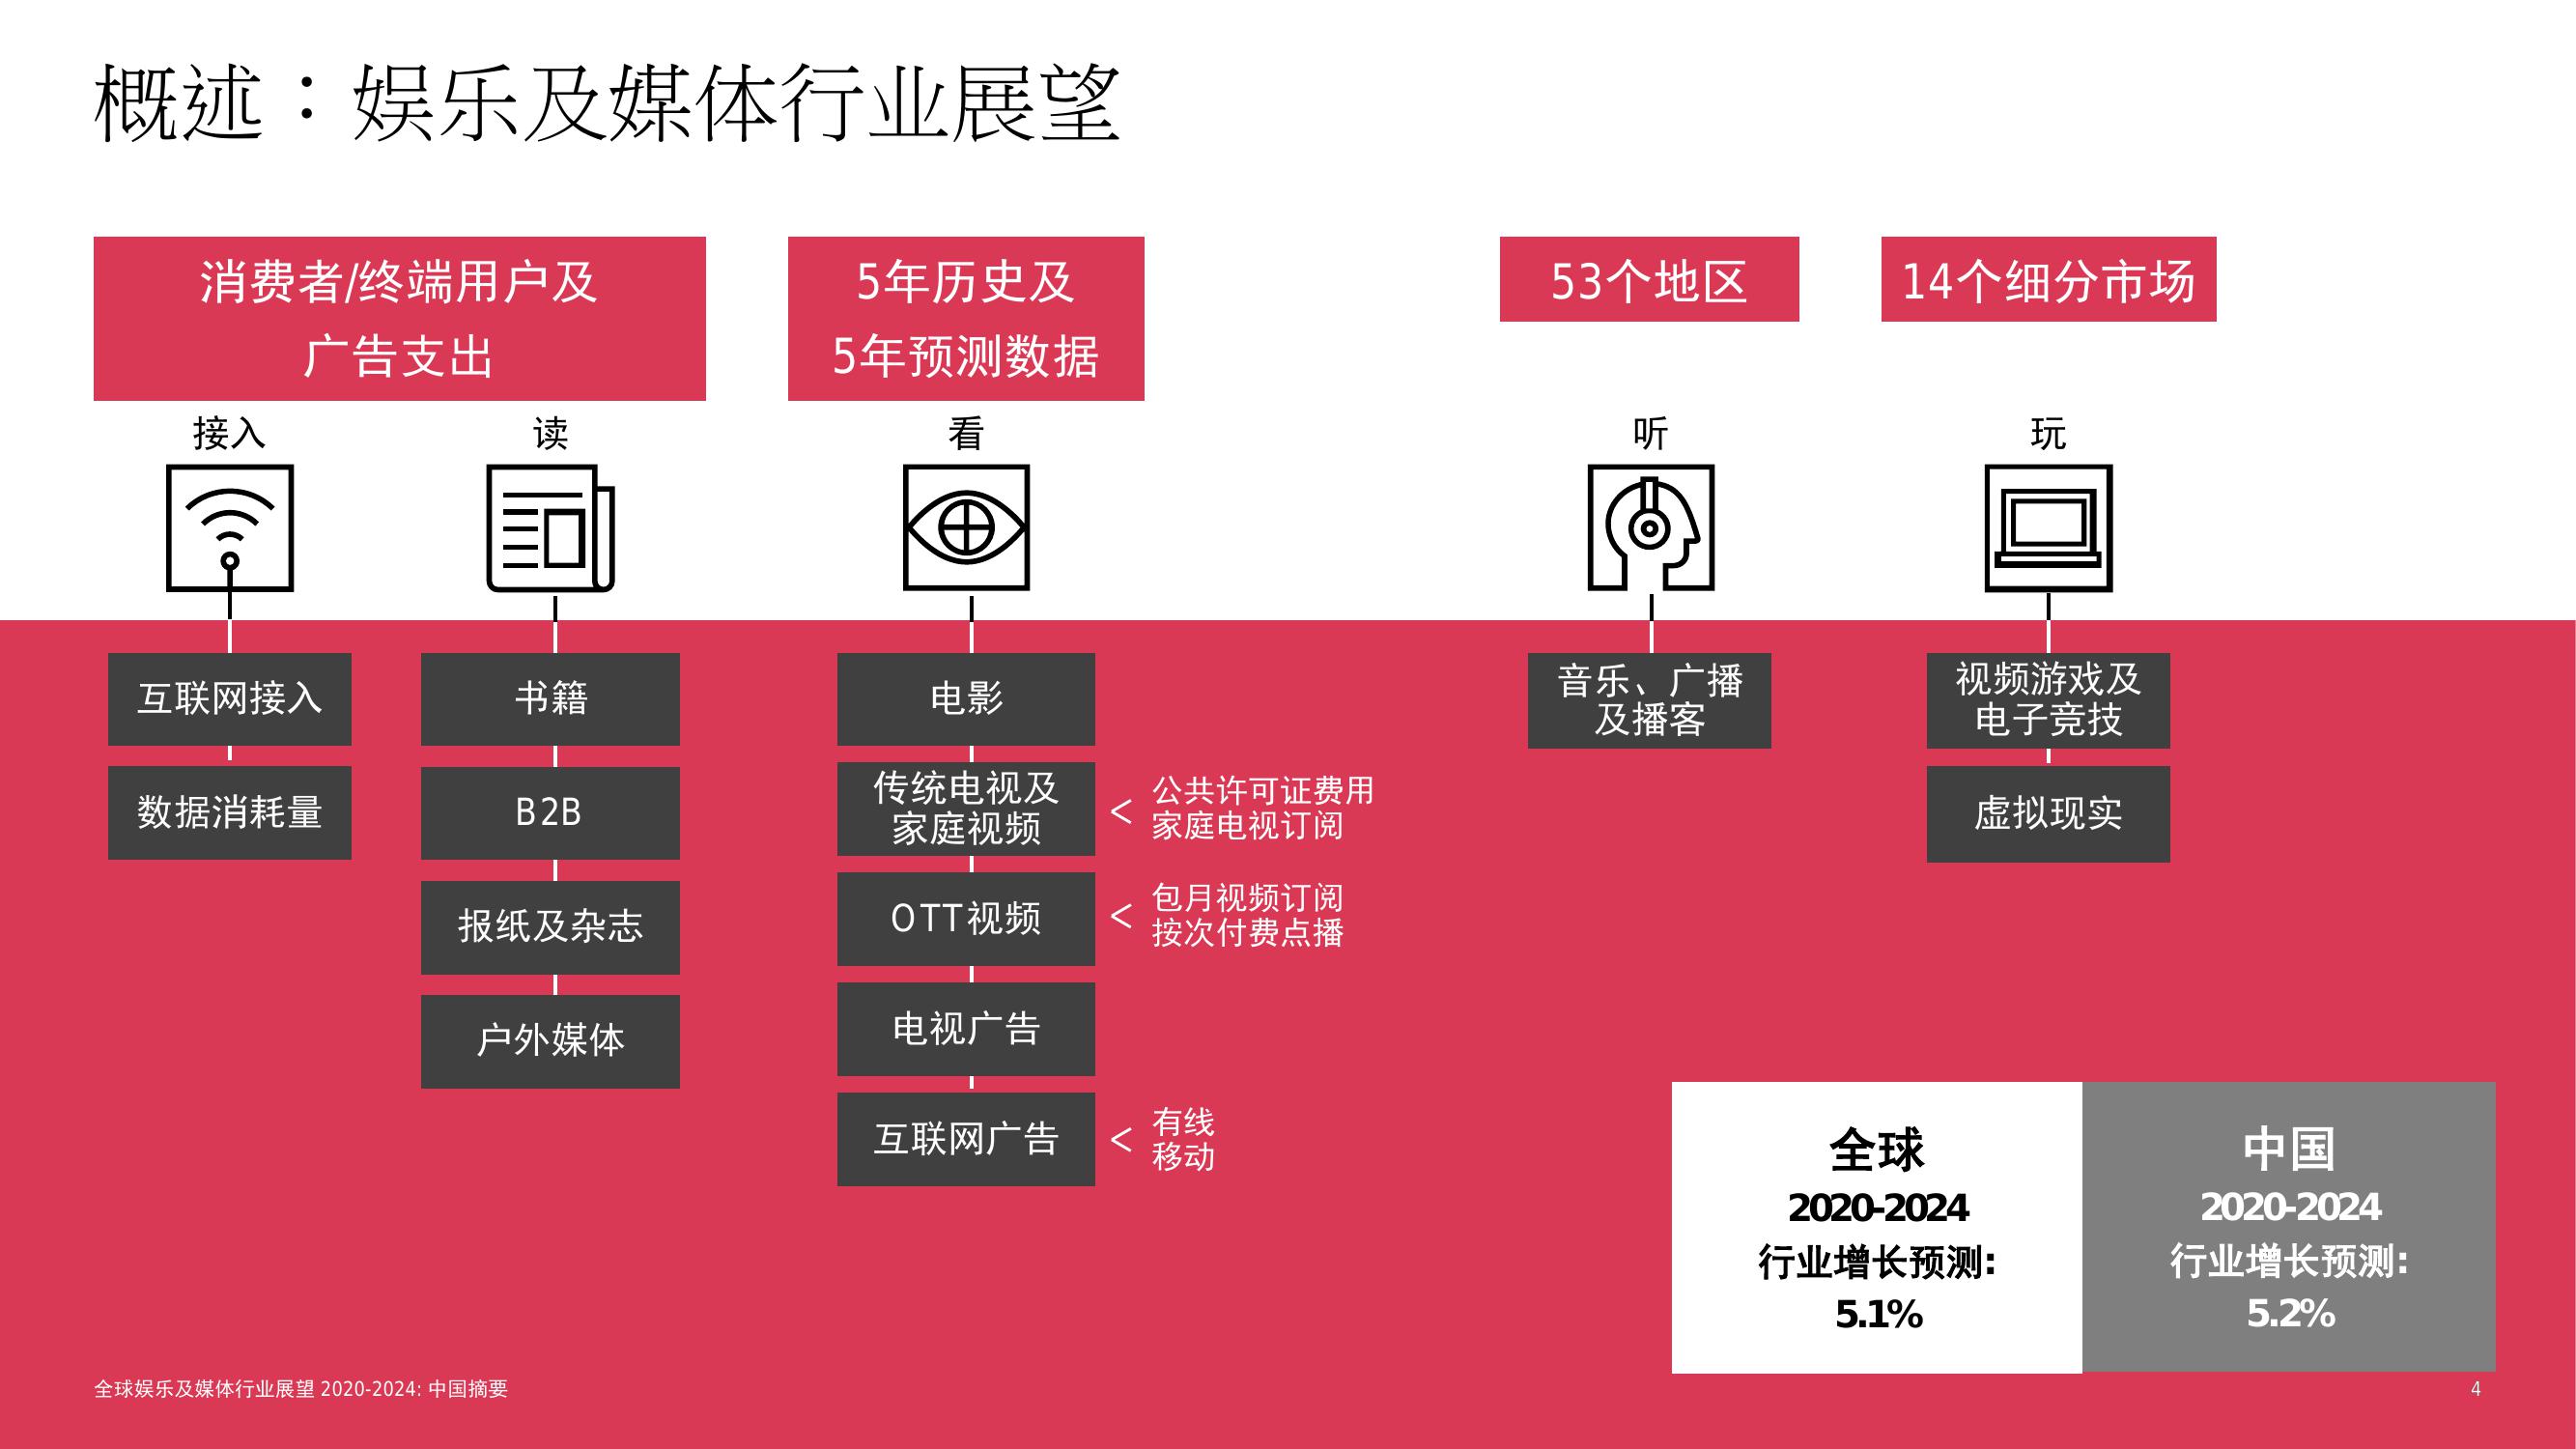 概述：娱乐及媒体行业展望
消费者/终端用户及
广告支出
5年历史及
5年预测数据
53个地区
14个细分市场
接入
读
看
听
玩
互联网接入
数据消耗量
书籍
B2B
报纸及杂志
户外媒体
电影
传统电视及
家庭视频
< 公共许可证费用
家庭电视订阅
OTT视频
< 包月视频订阅
按次付费点播
电视广告
互联网广告
< 有线
移动
音乐、广播
及播客
视频游戏及
电子竞技
虚拟现实
全球
2020-2024
行业增长预测:
5.1%
中国
2020-2024
行业增长预测:
5.2%
全球娱乐及媒体行业展望 2020-2024: 中国摘要
4